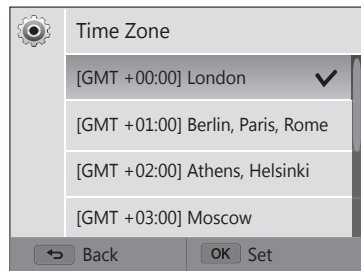 Time Zone
[GMT +00:00] London
[GMT +01:00] Berlin, Paris, Rome
[GMT +02:00] Athens, Helsinki
[GMT +03:00] Moscow
Back OK Set